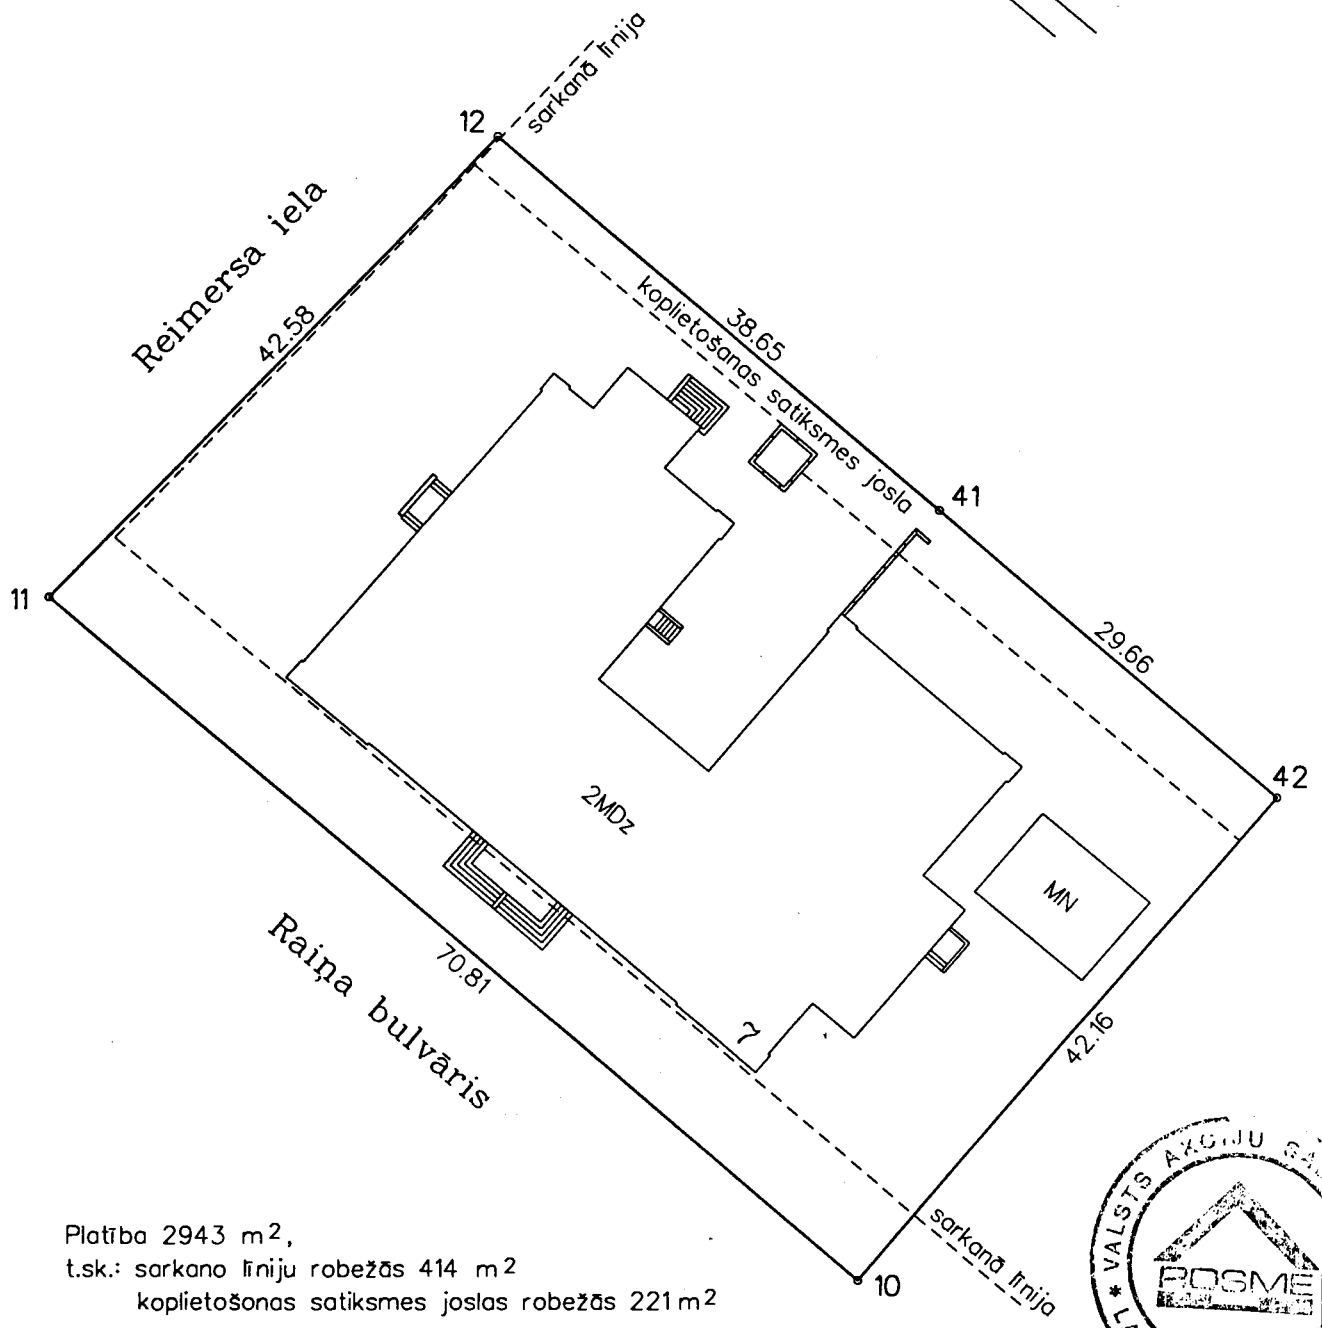 sarkanā līnija
12
Reimersa iela
42.58
38.65
koplietošanas satiksmes josla
41
11
29.66
42
2MDz
MN
Raiņa bulvāris
70.81
7
42.16
sarkanā līnija
10
Platība 2943 m²,
t.sk.: sarkano līniju robežās 414 m²
koplietošanas satiksmes joslas robežās 221 m²
* VALSTS AKCIJU
ROSME